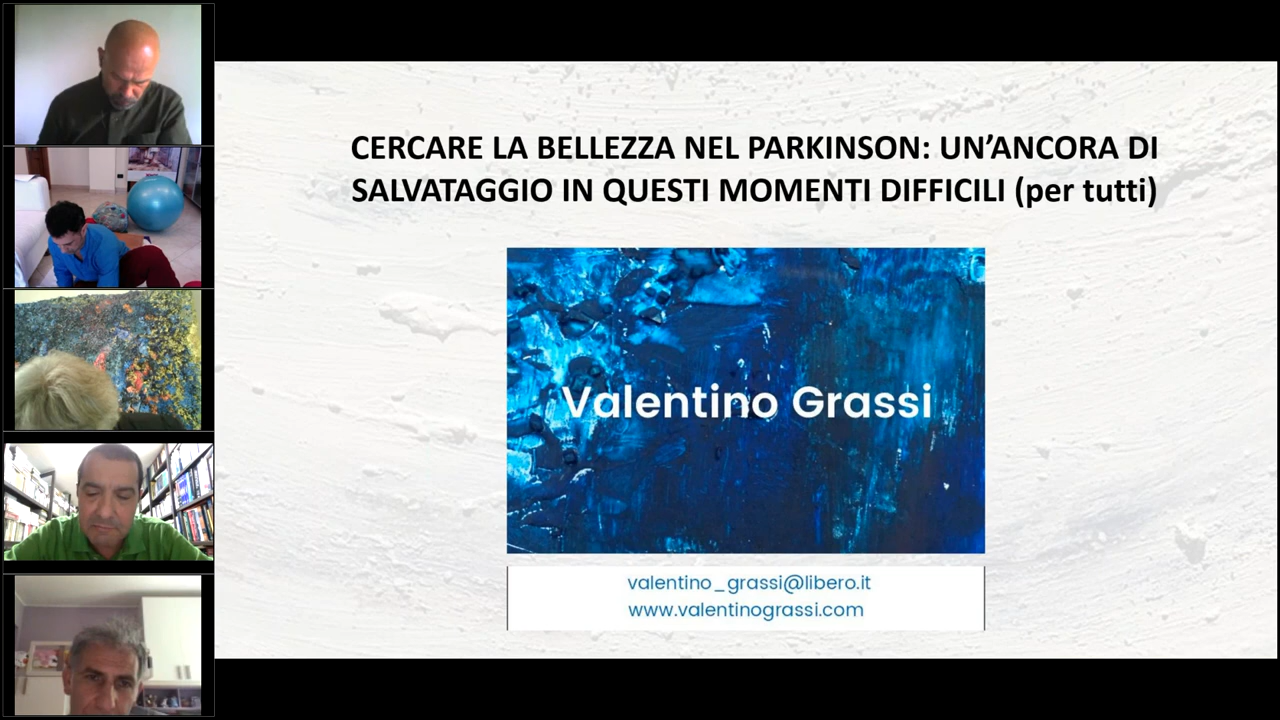 CERCARE LA BELLEZZA NEL PARKINSON: UN’ANCORA DI
SALVATAGGIO IN QUESTI MOMENTI DIFFICILI (per tutti)
Valentino Grassi
valentino_grassi@libero.it
www.valentinograssi.com